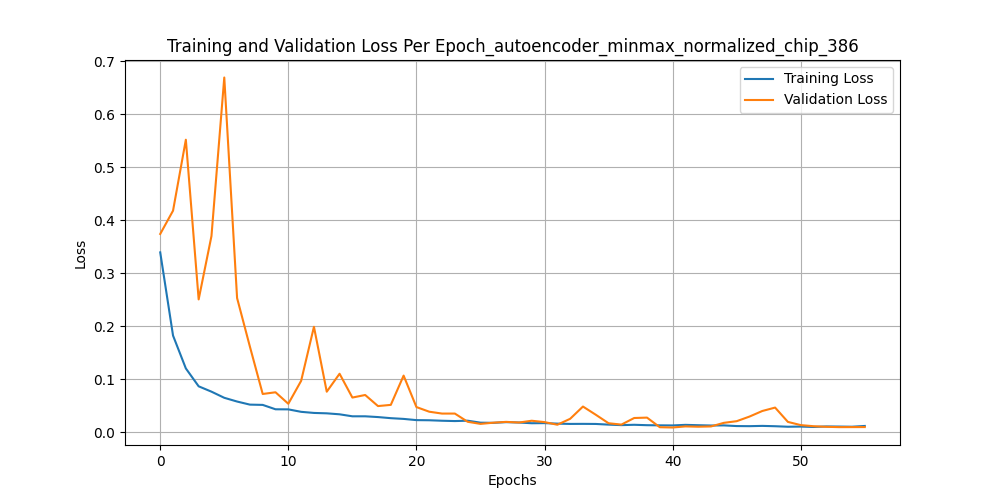 Training and Validation Loss Per Epoch_autoencoder_minmax_normalized_chip_386
Training Loss
Validation Loss
Loss
0.7
0.6
0.5
0.4
0.3
0.2
0.1
0.0
0 10 20 30 40 50
Epochs